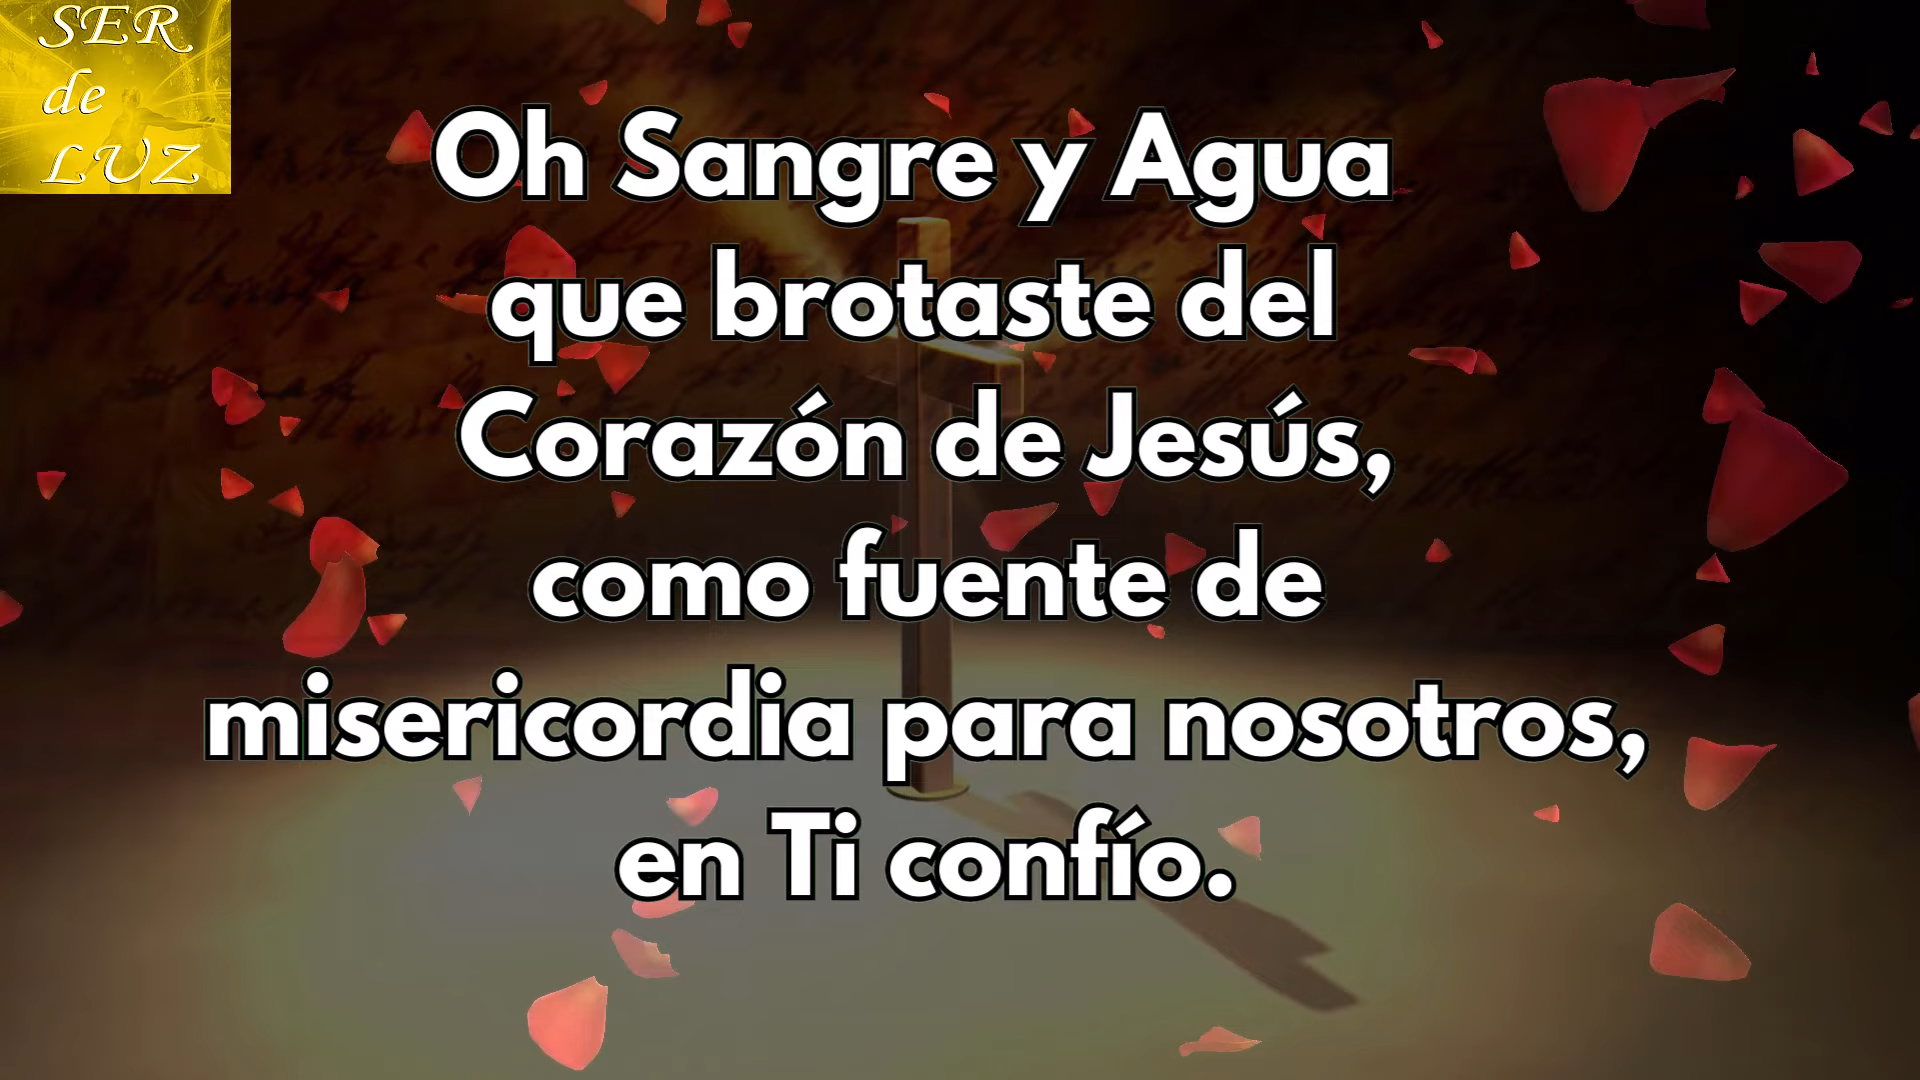 SER
de
LUZ
Oh Sangre y Agua
que brotaste del
Corazón de Jesús,
como fuente de
misericordia para nosotros,
en Ti confío.